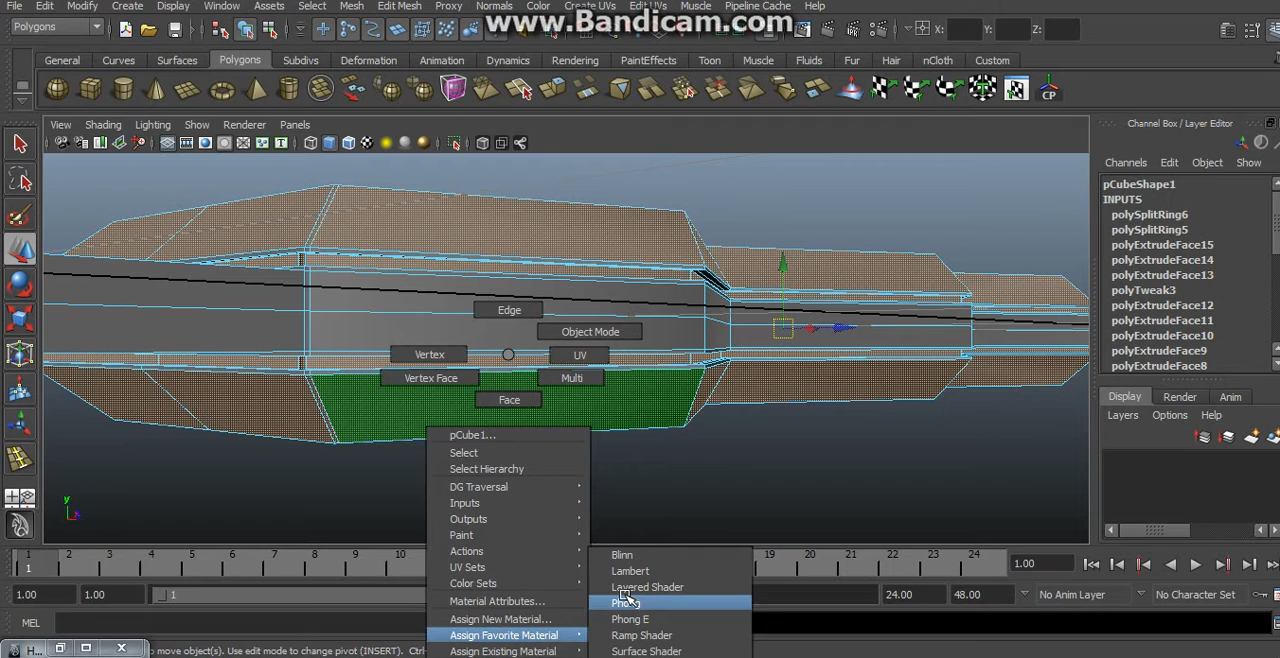 File Edit Modify Create Display Window Assets Select Mesh Edit Mesh Proxy Normals Color Create UVs Edit UVs Muscle Pipeline Cache Help
www.Bandicam.com
Polygons X: Y: Z:
General Curves Surfaces Polygons Subdivs Deformation Animation Dynamics Rendering PaintEffects Toon Muscle Fluids Fur Hair nCloth Custom
CP
View Shading Lighting Show Renderer Panels
Channel Box / Layer Editor
Channels Edit Object Show
pCubeShape1
INPUTS
polySplitRing6
polySplitRing5
polyExtrudeFace15
polyExtrudeFace14
polyExtrudeFace13
polyTweak3
polyExtrudeFace12
polyExtrudeFace11
polyExtrudeFace10
polyExtrudeFace9
polyExtrudeFace8
Edge
Object Mode
Vertex UV
Vertex Face Multi
Face
pCube1...
Select
Select Hierarchy
DG Traversal
Inputs
Outputs
Paint
Actions
UV Sets
Color Sets
Material Attributes...
Assign New Material...
Assign Favorite Material
Assign Existing Material
Blinn
Lambert
Layered Shader
Phong
Phong E
Ramp Shader
Surface Shader
Display Render Anim
Layers Options Help
y
1 2 3 4 5 6 7 8 9 10 19 20 21 22 23 24
1 1.00
1.00 1.00 1 24.00 48.00 No Anim Layer No Character Set
MEL
H... move object(s). Use edit mode to change pivot (INSERT). Ctrl-